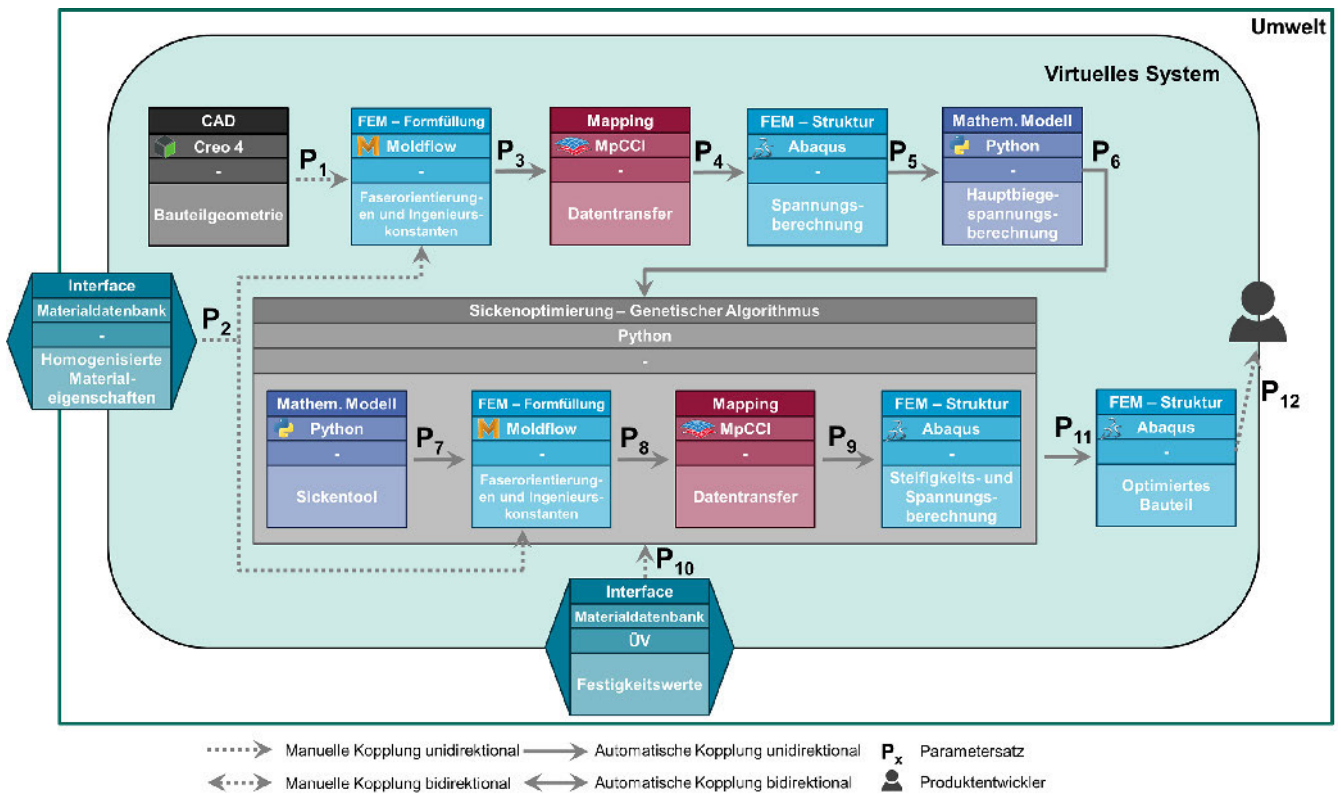 Umwelt
Virtuelles System
CAD
Creo 4
-
Bauteilgeometrie
P1
FEM – Formfüllung
Moldflow
-
Faserorientierung-
en und Ingenieurs-
konstanten
P3
Mapping
MpCCI
-
Datentransfer
P4
FEM – Struktur
Abaqus
-
Spannungs-
berechnung
P5
Mathem. Modell
Python
-
Hauptbiege-
spannungs-
berechnung
P6
Interface
Materialdatenbank
-
Homogenisierte
Material-
eigenschaften
P2
Sickenoptimierung – Genetischer Algorithmus
Python
-
Mathem. Modell
Python
-
Sickentool
P7
FEM – Formfüllung
Moldflow
-
Faserorientierung-
en und Ingenieurs-
konstanten
P8
Mapping
MpCCI
-
Datentransfer
P9
FEM – Struktur
Abaqus
-
Steifigkeits- und
Spannungs-
berechnung
P11
FEM – Struktur
Abaqus
-
Optimiertes
Bauteil
P12
P10
Interface
Materialdatenbank
ÜV
Festigkeitswerte
Manuelle Kopplung unidirektional
Automatische Kopplung unidirektional
Px Parametersatz
Manuelle Kopplung bidirektional
Automatische Kopplung bidirektional
Produktentwickler